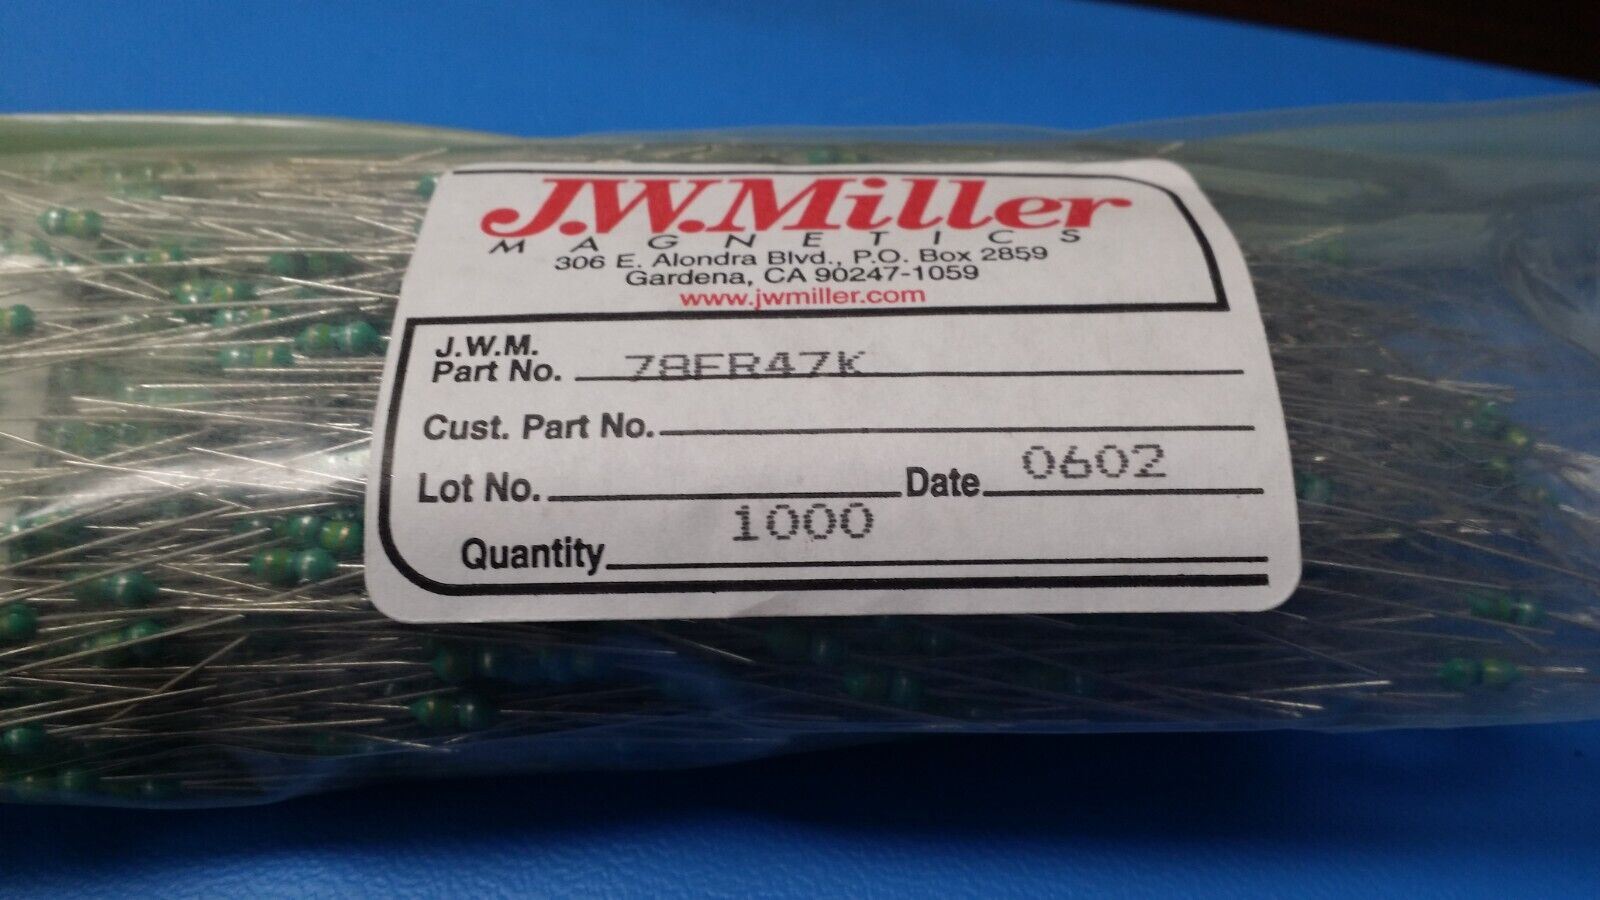 J.W.Miller
MAGNETICS
306 E. Alondra Blvd., P.O. Box 2859
Gardena, CA 90247-1059
www.jwmiller.com
J.W.M.
Part No. 78FR47K
Cust. Part No.
Lot No. Date 0602
Quantity 1000